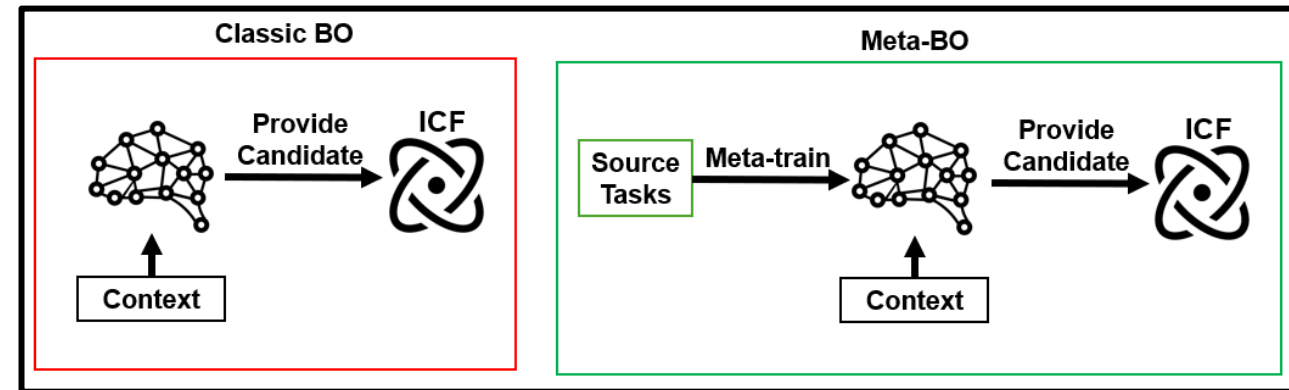 Classic BO
Provide
Candidate
ICF
Context
Meta-BO
Source
Tasks
Meta-train
Provide
Candidate
ICF
Context